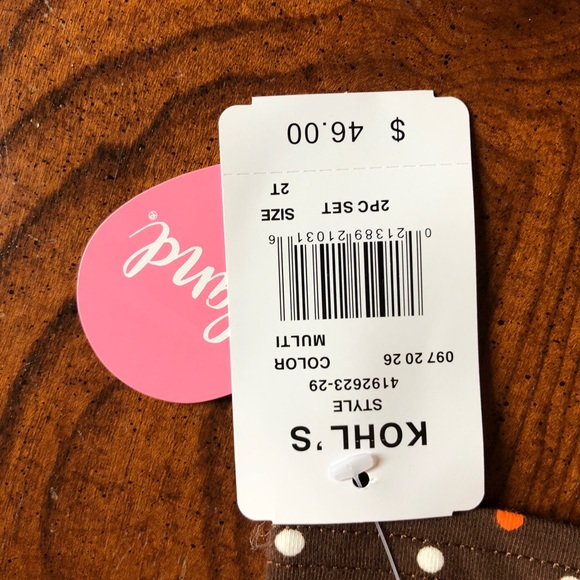 KOHL'S
STYLE
4192623-29
097 20 26 COLOR
MULTI
0 21389 21031 6
2PC SET SIZE
2T
$ 46.00
land®